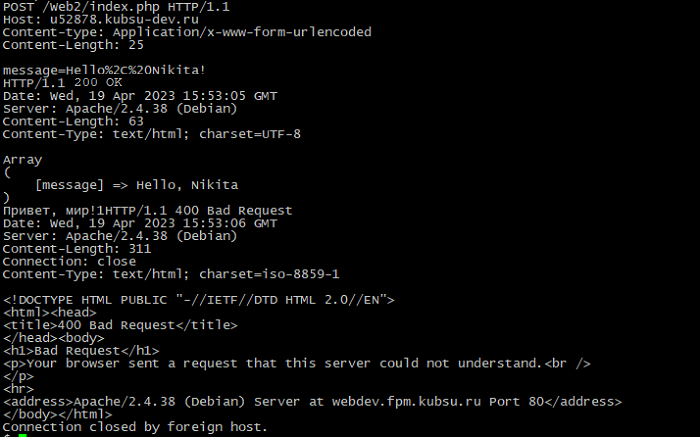 POST /Web2/index.php HTTP/1.1
Host: u52878.kubsu-dev.ru
Content-type: Application/x-www-form-urlencoded
Content-Length: 25

message=Hello%2C%20Nikita!
HTTP/1.1 200 OK
Date: Wed, 19 Apr 2023 15:53:05 GMT
Server: Apache/2.4.38 (Debian)
Content-Length: 63
Content-Type: text/html; charset=UTF-8

Array
(
    [message] => Hello, Nikita
)
Привет, мир!1HTTP/1.1 400 Bad Request
Date: Wed, 19 Apr 2023 15:53:06 GMT
Server: Apache/2.4.38 (Debian)
Content-Length: 311
Connection: close
Content-Type: text/html; charset=iso-8859-1

<!DOCTYPE HTML PUBLIC "-//IETF//DTD HTML 2.0//EN">
<html><head>
<title>400 Bad Request</title>
</head><body>
<h1>Bad Request</h1>
<p>Your browser sent a request that this server could not understand.<br />
</p>
<hr>
<address>Apache/2.4.38 (Debian) Server at webdev.fpm.kubsu.ru Port 80</address>
</body></html>
Connection closed by foreign host.
$